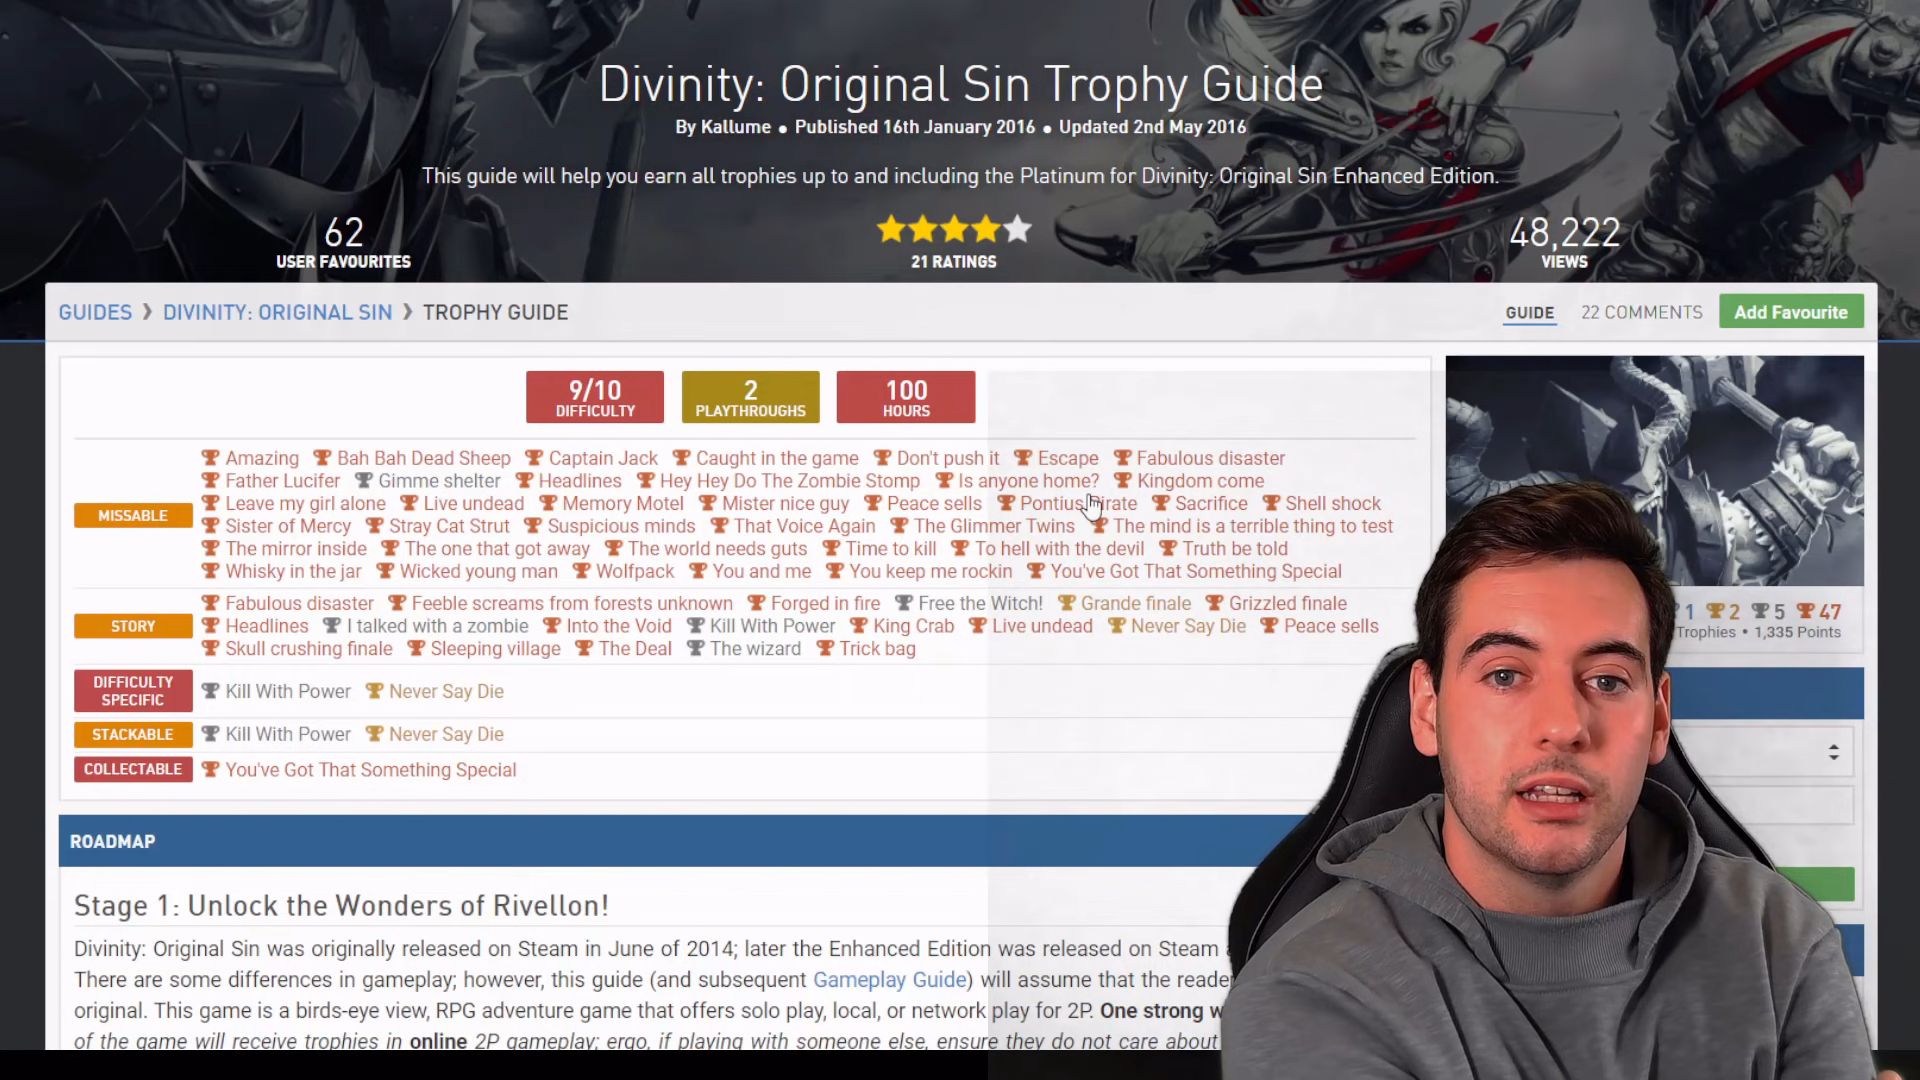 Divinity: Original Sin Trophy Guide
By Kallume ● Published 16th January 2016 ● Updated 2nd May 2016
This guide will help you earn all trophies up to and including the Platinum for Divinity: Original Sin Enhanced Edition.
62
USER FAVOURITES
21 RATINGS
48,222
VIEWS
GUIDES ❯ DIVINITY: ORIGINAL SIN ❯ TROPHY GUIDE
GUIDE 22 COMMENTS Add Favourite
9/10 DIFFICULTY
2 PLAYTHROUGHS
100 HOURS
MISSABLE
Amazing Bah Bah Dead Sheep Captain Jack Caught in the game Don't push it Escape Fabulous disaster
Father Lucifer Gimme shelter Headlines Hey Hey Do The Zombie Stomp Is anyone home? Kingdom come
Leave my girl alone Live undead Memory Motel Mister nice guy Peace sells Pontius Pirate Sacrifice Shell shock
Sister of Mercy Stray Cat Strut Suspicious minds That Voice Again The Glimmer Twins The mind is a terrible thing to test
The mirror inside The one that got away The world needs guts Time to kill To hell with the devil Truth be told
Whisky in the jar Wicked young man Wolfpack You and me You keep me rockin You've Got That Something Special
STORY
Fabulous disaster Feeble screams from forests unknown Forged in fire Free the Witch! Grande finale Grizzled finale
Headlines I talked with a zombie Into the Void Kill With Power King Crab Live undead Never Say Die Peace sells
Skull crushing finale Sleeping village The Deal The wizard Trick bag
DIFFICULTY SPECIFIC
Kill With Power Never Say Die
STACKABLE
Kill With Power Never Say Die
COLLECTABLE
You've Got That Something Special
1 2 5 47
Trophies • 1,335 Points
ROADMAP
Stage 1: Unlock the Wonders of Rivellon!
Divinity: Original Sin was originally released on Steam in June of 2014; later the Enhanced Edition was released on Steam
There are some differences in gameplay; however, this guide (and subsequent Gameplay Guide) will assume that the
original. This game is a birds-eye view, RPG adventure game that offers solo play, local, or network play for 2P. One strong
of the game will receive trophies in online 2P gameplay; ergo, if playing with someone else, ensure they do not care about